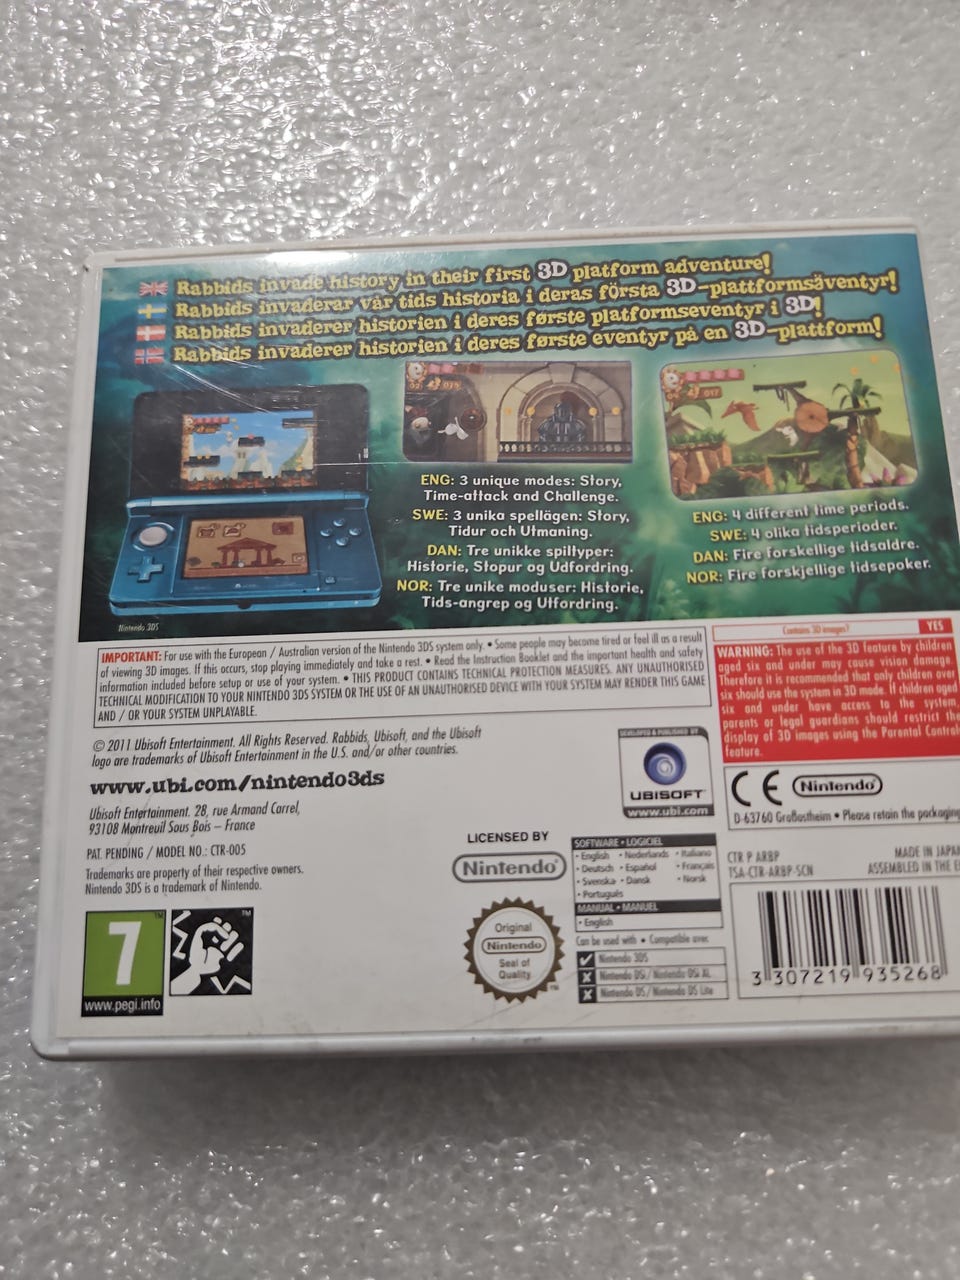 Rabbids invade history in their first 3D platform adventure!
Rabbids invaderar vår tids historia i deras första 3D-plattformsäventyr!
Rabbids invaderer historien i deres første platformseventyr i 3D!
Rabbids invaderer historien i deres første eventyr på en 3D-plattform!
ENG: 3 unique modes: Story,
Time-attack and Challenge.
SWE: 3 unika spellägen: Story,
Tidur och Utmaning.
DAN: Tre unikke spiltyper:
Historie, Stopur og Udfordring.
NOR: Tre unike moduser: Historie,
Tids-angrep og Utfordring.
ENG: 4 different time periods.
SWE: 4 olika tidsperioder.
DAN: Fire forskellige tidsaldre.
NOR: Fire forskjellige tidsepoker.
Nintendo 3DS
IMPORTANT: For use with the European / Australian version of the Nintendo 3DS system only. • Some people may become tired or feel ill as a result
of viewing 3D images. If this occurs, stop playing immediately and take a rest. • Read the Instruction Booklet and the important health and safety
information included before setup or use of your system. • THIS PRODUCT CONTAINS TECHNICAL PROTECTION MEASURES. ANY UNAUTHORISED
TECHNICAL MODIFICATION TO YOUR NINTENDO 3DS SYSTEM OR THE USE OF AN UNAUTHORISED DEVICE WITH YOUR SYSTEM MAY RENDER THIS GAME
AND / OR YOUR SYSTEM UNPLAYABLE.
Contains 3D images? YES
WARNING: The use of the 3D feature by children
aged six and under may cause vision damage.
Therefore it is recommended that only children over
six should use the system in 3D mode. If children aged
six and under have access to the system,
parents or legal guardians should restrict the
display of 3D images using the Parental Control
feature.
© 2011 Ubisoft Entertainment. All Rights Reserved. Rabbids, Ubisoft, and the Ubisoft
logo are trademarks of Ubisoft Entertainment in the U.S. and/or other countries.
www.ubi.com/nintendo3ds
Ubisoft Entertainment. 28, rue Armand Carrel,
93108 Montreuil Sous Bois – France
PAT. PENDING / MODEL NO.: CTR-005
Trademarks are property of their respective owners.
Nintendo 3DS is a trademark of Nintendo.
DEVELOPED & PUBLISHED BY
UBISOFT
www.ubi.com
CE Nintendo
D-63760 Großostheim • Please retain the packaging
LICENSED BY
Nintendo
SOFTWARE • LOGICIEL
• English • Nederlands • Italiano
• Deutsch • Español • Français
• Svenska • Dansk • Norsk
• Português
MANUAL • MANUEL
• English
Can be used with • Compatible avec
Nintendo 3DS
Nintendo DSi / Nintendo DSi XL
Nintendo DS / Nintendo DS Lite
CTR P ARBP
TSA-CTR-ARBP-SCN
MADE IN JAPAN
ASSEMBLED IN THE
3 307219 935268
Original
Nintendo
Seal of
Quality
TM
7
TM
www.pegi.info
TM